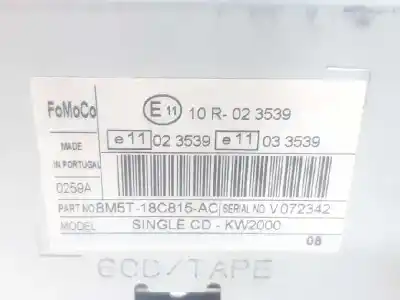 FoMoCo
E 11 10 R- 02 3539
e 11 02 3539 e 11 03 3539
MADE
IN PORTUGAL
0259A
PART NO BM5T-18C815-AC SERIAL NO V072342
MODEL SINGLE CD - KW2000
08
6CD/TAPE